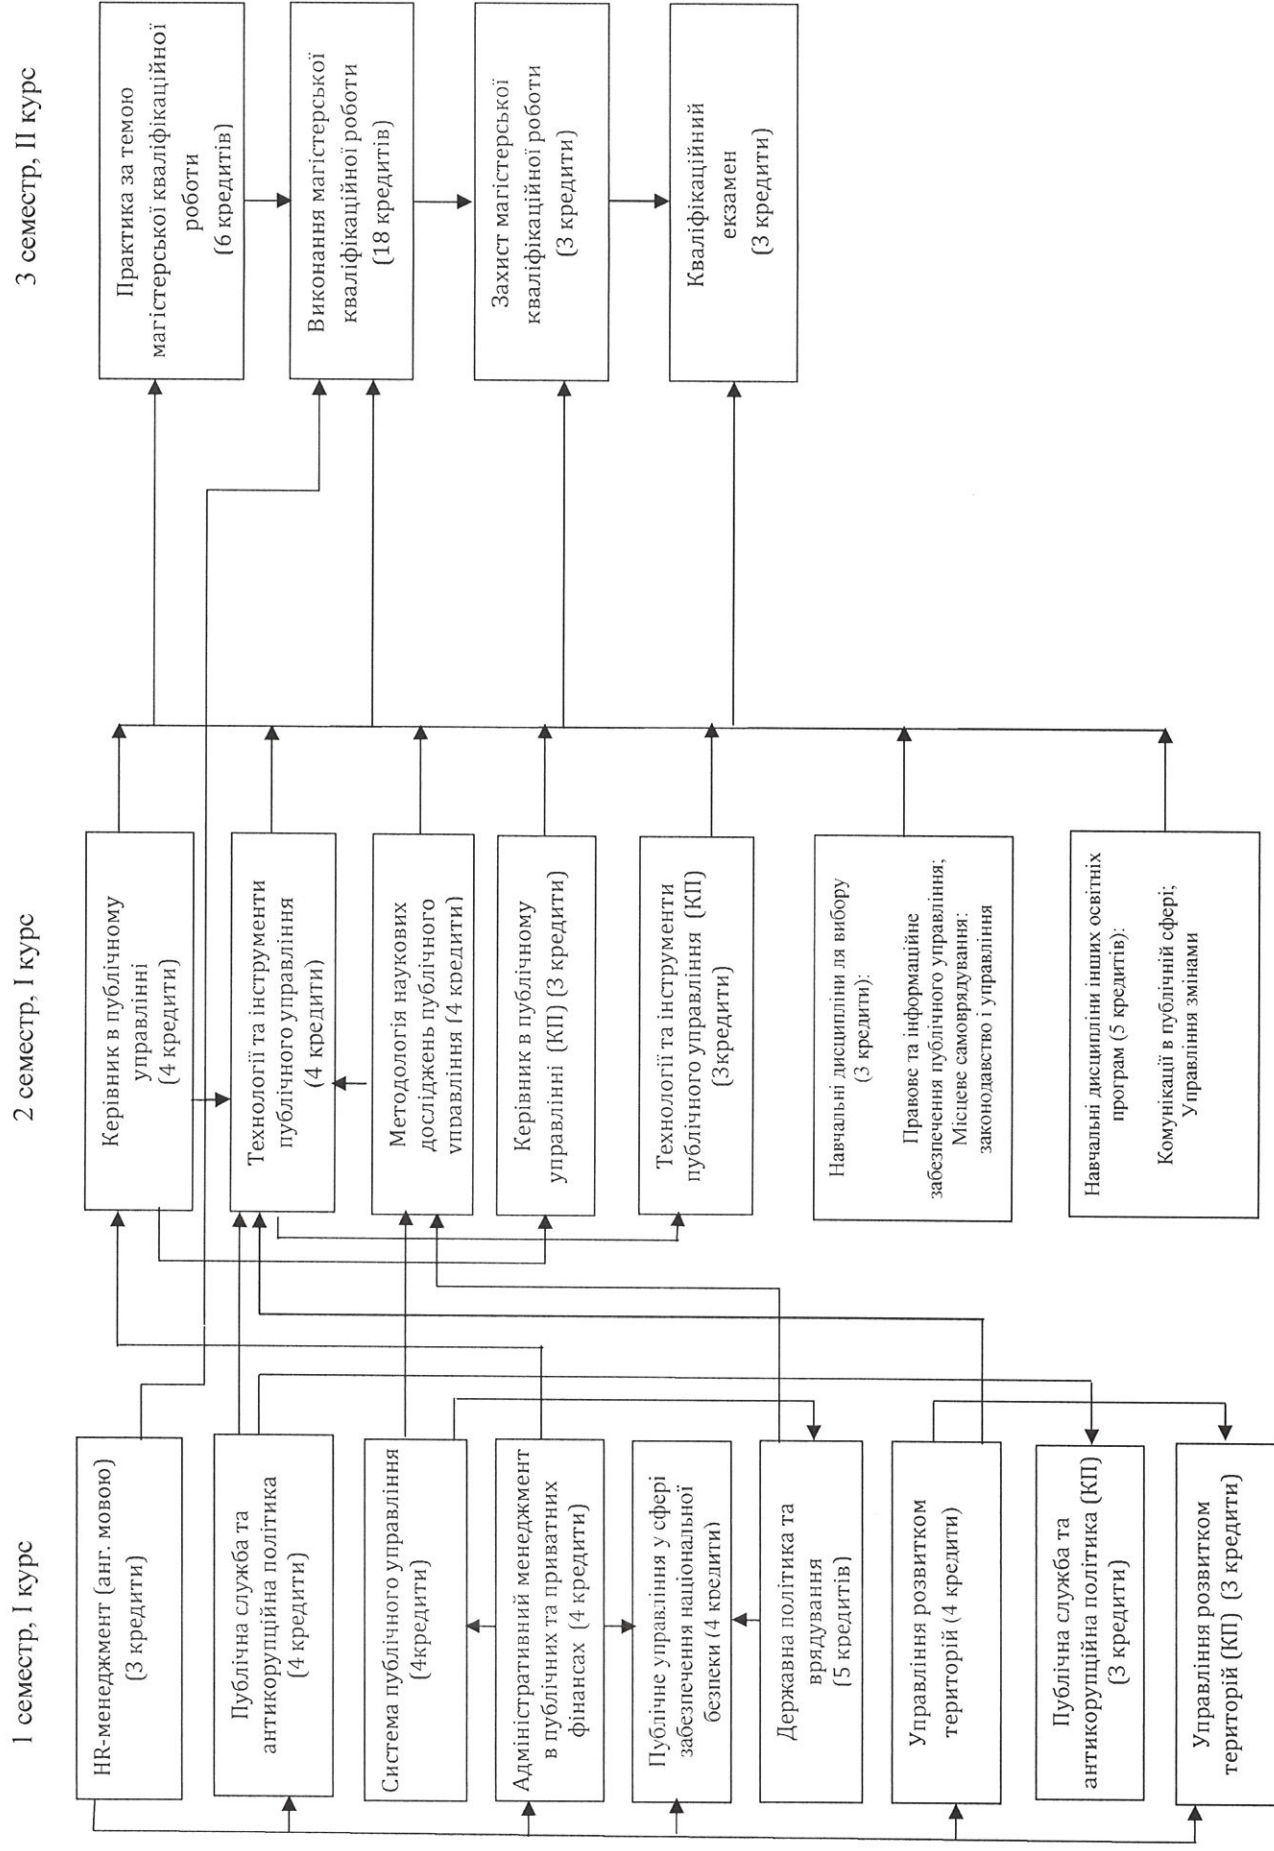 1 семестр, І курс
HR-менеджмент (анг. мовою)
(3 кредити)
Публічна служба та
антикорупційна політика
(4 кредити)
Система публічного управління
(4кредити)
Адміністративний менеджмент
в публічних та приватних
фінансах (4 кредити)
Публічне управління у сфері
забезпечення національної
безпеки (4 кредити)
Державна політика та
врядування
(5 кредитів)
Управління розвитком
територій (4 кредити)
Публічна служба та
антикорупційна політика (КП)
(3 кредити)
Управління розвитком
територій (КП) (3 кредити)
2 семестр, І курс
Керівник в публічному
управлінні
(4 кредити)
Технології та інструменти
публічного управління
(4 кредити)
Методологія наукових
досліджень публічного
управління (4 кредити)
Керівник в публічному
управлінні (КП) (3 кредити)
Технології та інструменти
публічного управління (КП)
(3кредити)
Навчальні дисципліни ля вибору
(3 кредити):
Правове та інформаційне
забезпечення публічного управління;
Місцеве самоврядування:
законодавство і управління
Навчальні дисципліни інших освітніх
програм (5 кредитів):
Комунікації в публічній сфері;
Управління змінами
3 семестр, ІІ курс
Практика за темою
магістерської кваліфікаційної
роботи
(6 кредитів)
Виконання магістерської
кваліфікаційної роботи
(18 кредитів)
Захист магістерської
кваліфікаційної роботи
(3 кредити)
Кваліфікаційний
екзамен
(3 кредити)